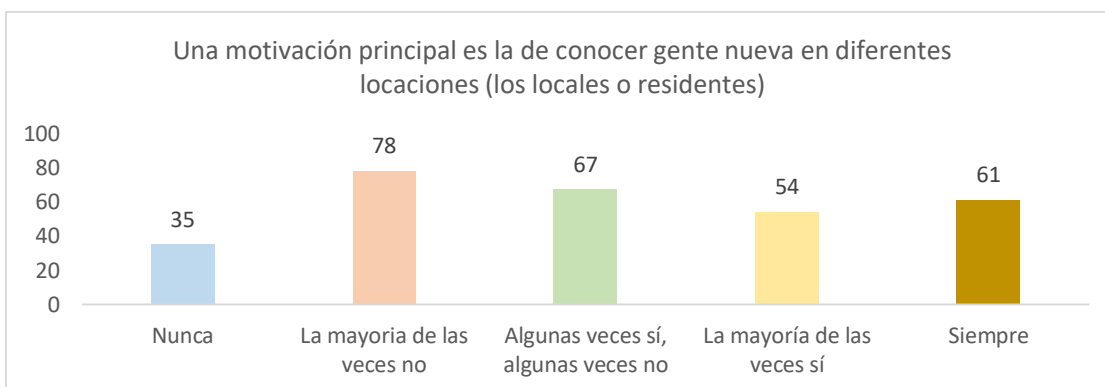 Una motivación principal es la de conocer gente nueva en diferentes
locaciones (los locales o residentes)
100
80
60
40
20
0
35
78
67
54
61
Nunca
La mayoria de las
veces no
Algunas veces sí,
algunas veces no
La mayoría de las
veces sí
Siempre